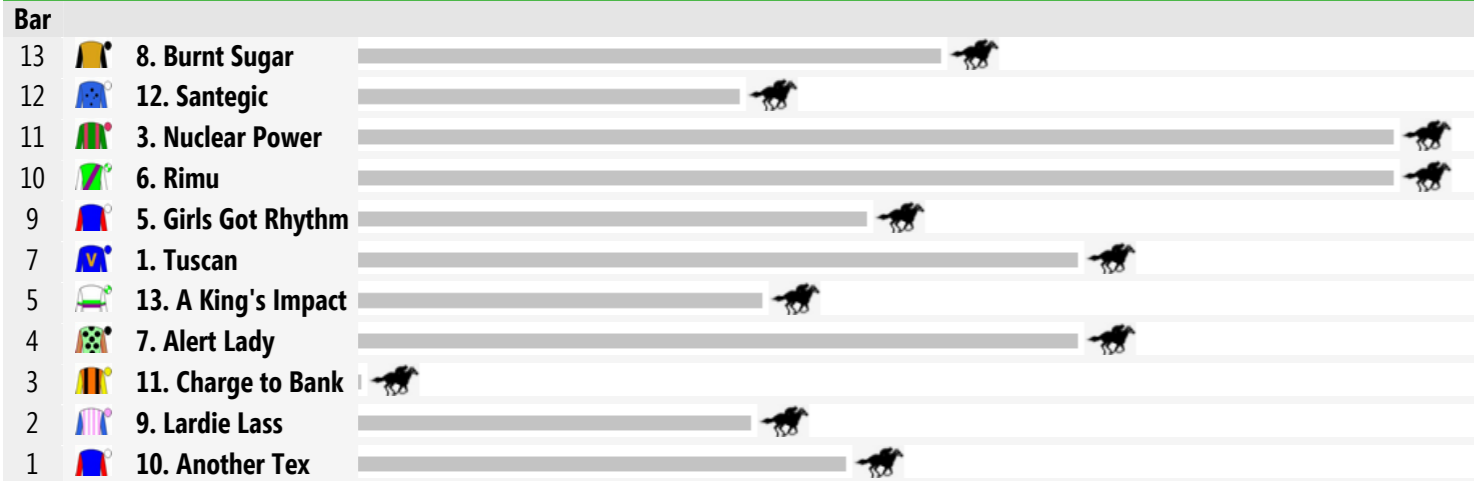 Bar
13 8. Burnt Sugar
12 12. Santegic
11 3. Nuclear Power
10 6. Rimu
9 5. Girls Got Rhythm
7 V 1. Tuscan
5 13. A King's Impact
4 7. Alert Lady
3 11. Charge to Bank
2 9. Lardie Lass
1 10. Another Tex